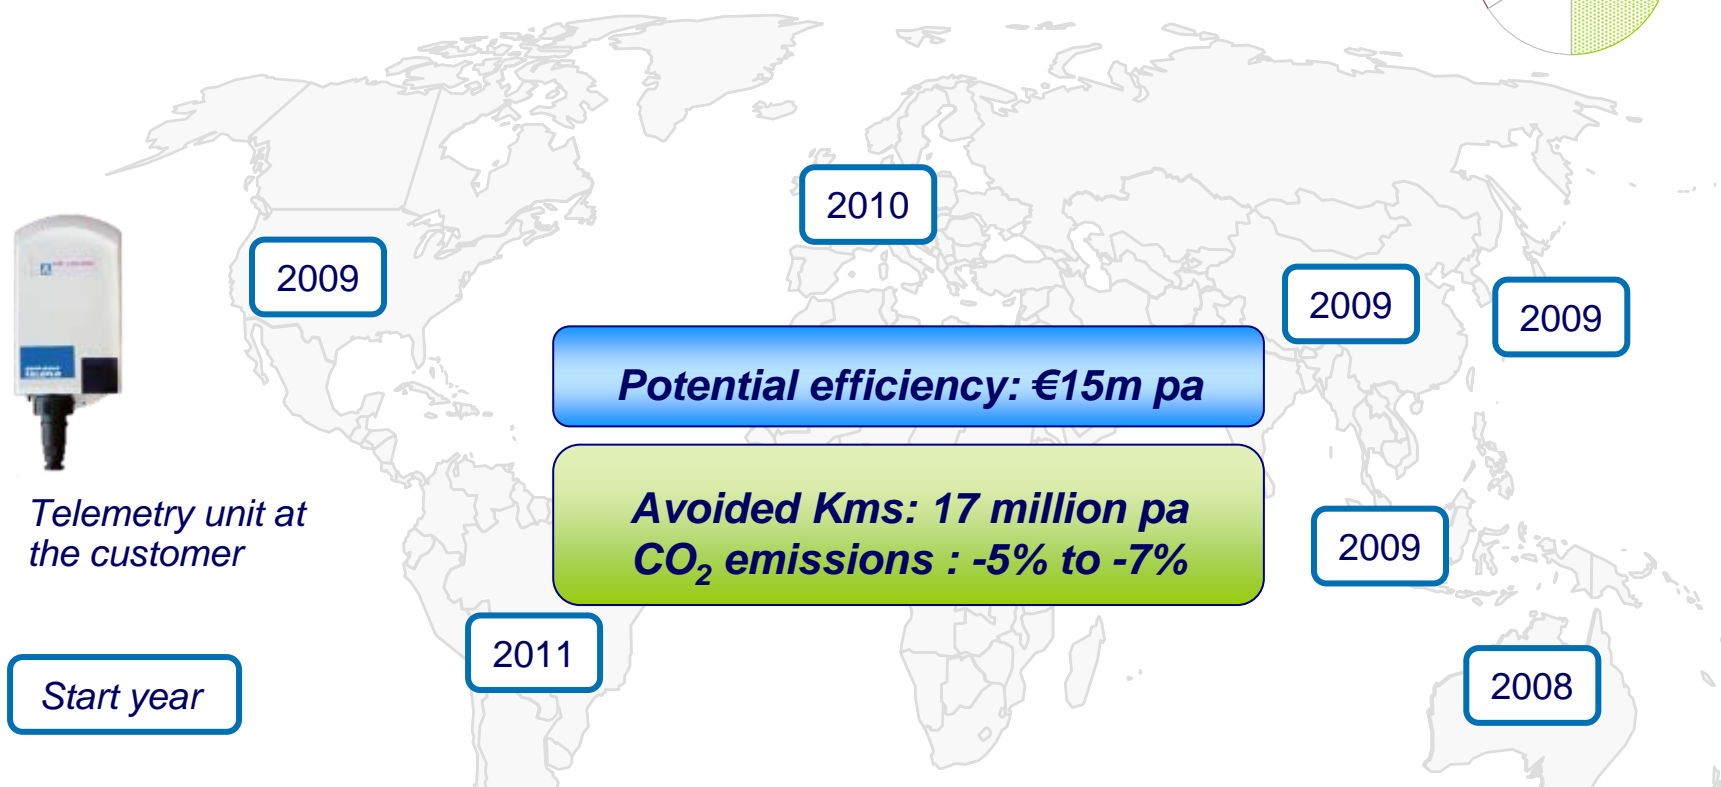 2010
2009
2009
2009
Potential efficiency: €15m pa
Avoided Kms: 17 million pa
CO₂ emissions : -5% to -7%
Telemetry unit at
the customer
2009
2011
2008
Start year